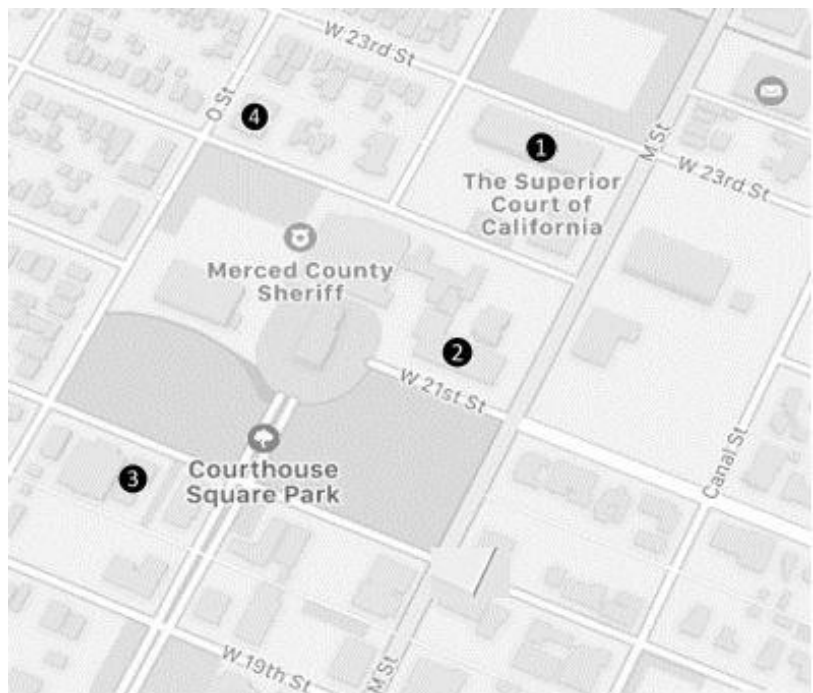 W 23rd St
O St
4
1
M St
The Superior
Court of
California
W 23rd St
Merced County
Sheriff
2
W 21st St
Courthouse
Square Park
3
Canal St
W 19th St
M St